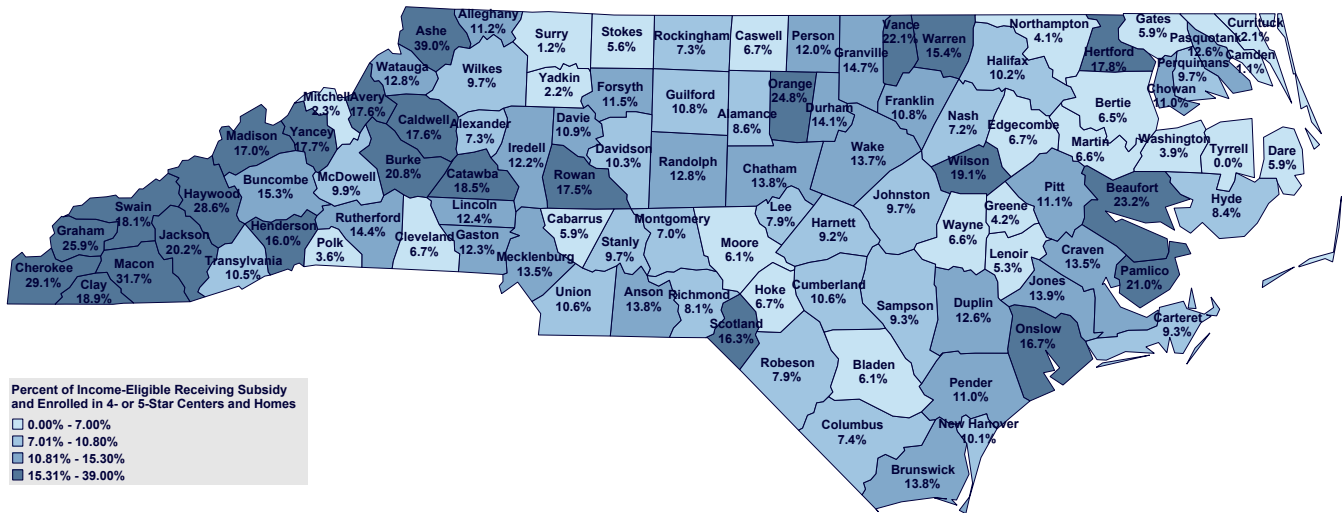 Ashe
39.0%
Alleghany
11.2%
Surry
1.2%
Stokes
5.6%
Rockingham
7.3%
Caswell
6.7%
Person
12.0%
Granville
14.7%
Vance
22.1%
Warren
15.4%
Northampton
4.1%
Gates
5.9%
Currituck
2.1%
Pasquotank
12.6%
Camden
1.1%
Perquimans
9.7%
Chowan
11.0%
Hertford
17.8%
Halifax
10.2%
Watauga
12.8%
Wilkes
9.7%
Yadkin
2.2%
Forsyth
11.5%
Guilford
10.8%
Alamance
8.6%
Orange
24.8%
Durham
14.1%
Franklin
10.8%
Nash
7.2%
Edgecombe
6.7%
Bertie
6.5%
Martin
6.6%
Washington
3.9%
Tyrrell
0.0%
Dare
5.9%
Mitchell
2.3%
Avery
17.6%
Caldwell
17.6%
Alexander
7.3%
Iredell
12.2%
Davie
10.9%
Davidson
10.3%
Randolph
12.8%
Chatham
13.8%
Wake
13.7%
Wilson
19.1%
Pitt
11.1%
Beaufort
23.2%
Hyde
8.4%
Madison
17.0%
Yancey
17.7%
Burke
20.8%
Catawba
18.5%
Rowan
17.5%
Buncombe
15.3%
McDowell
9.9%
Haywood
28.6%
Swain
18.1%
Graham
25.9%
Jackson
20.2%
Henderson
16.0%
Rutherford
14.4%
Lincoln
12.4%
Cleveland
6.7%
Gaston
12.3%
Polk
3.6%
Cherokee
29.1%
Clay
18.9%
Macon
31.7%
Transylvania
10.5%
Mecklenburg
13.5%
Cabarrus
5.9%
Stanly
9.7%
Montgomery
7.0%
Moore
6.1%
Lee
7.9%
Harnett
9.2%
Johnston
9.7%
Wayne
6.6%
Greene
4.2%
Lenoir
5.3%
Craven
13.5%
Pamlico
21.0%
Jones
13.9%
Union
10.6%
Anson
13.8%
Richmond
8.1%
Scotland
16.3%
Hoke
6.7%
Cumberland
10.6%
Sampson
9.3%
Duplin
12.6%
Onslow
16.7%
Carteret
9.3%
Robeson
7.9%
Bladen
6.1%
Pender
11.0%
Columbus
7.4%
New Hanover
10.1%
Brunswick
13.8%
Percent of Income-Eligible Receiving Subsidy
and Enrolled in 4- or 5-Star Centers and Homes
0.00% - 7.00%
7.01% - 10.80%
10.81% - 15.30%
15.31% - 39.00%